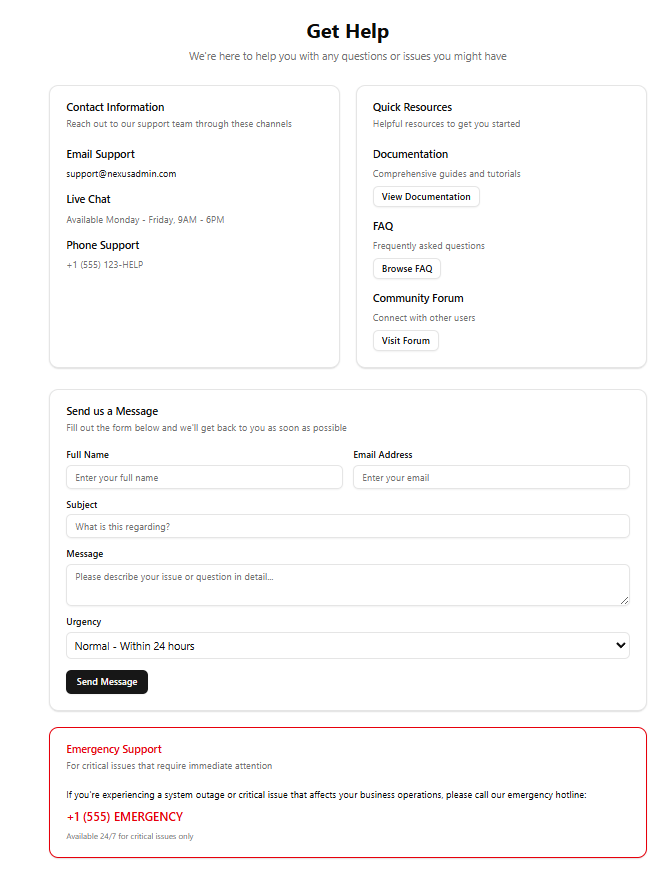 Get Help
We're here to help you with any questions or issues you might have
Contact Information
Reach out to our support team through these channels
Email Support
support@nexusadmin.com
Live Chat
Available Monday - Friday, 9AM - 6PM
Phone Support
+1 (555) 123-HELP
Quick Resources
Helpful resources to get you started
Documentation
Comprehensive guides and tutorials
View Documentation
FAQ
Frequently asked questions
Browse FAQ
Community Forum
Connect with other users
Visit Forum
Send us a Message
Fill out the form below and we'll get back to you as soon as possible
Full Name
Enter your full name
Email Address
Enter your email
Subject
What is this regarding?
Message
Please describe your issue or question in detail...
Urgency
Normal - Within 24 hours
Send Message
Emergency Support
For critical issues that require immediate attention
If you're experiencing a system outage or critical issue that affects your business operations, please call our emergency hotline:
+1 (555) EMERGENCY
Available 24/7 for critical issues only